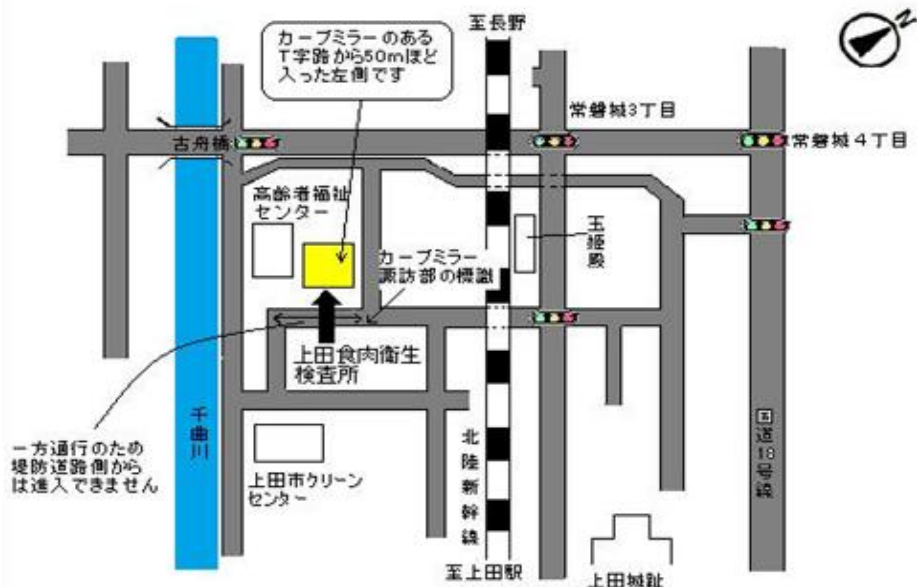 至長野
N
カーブミラーのある
T字路から50mほど
入った左側です
常磐城3丁目
古舟橋
常磐城4丁目
高齢者福祉
センター
玉姫殿
カーブミラー
諏訪部の標識
上田食肉衛生
検査所
千曲川
一方通行のため
堤防道路側から
は進入できません
上田市クリーン
センター
北陸新幹線
国道18号線
至上田駅
上田城趾